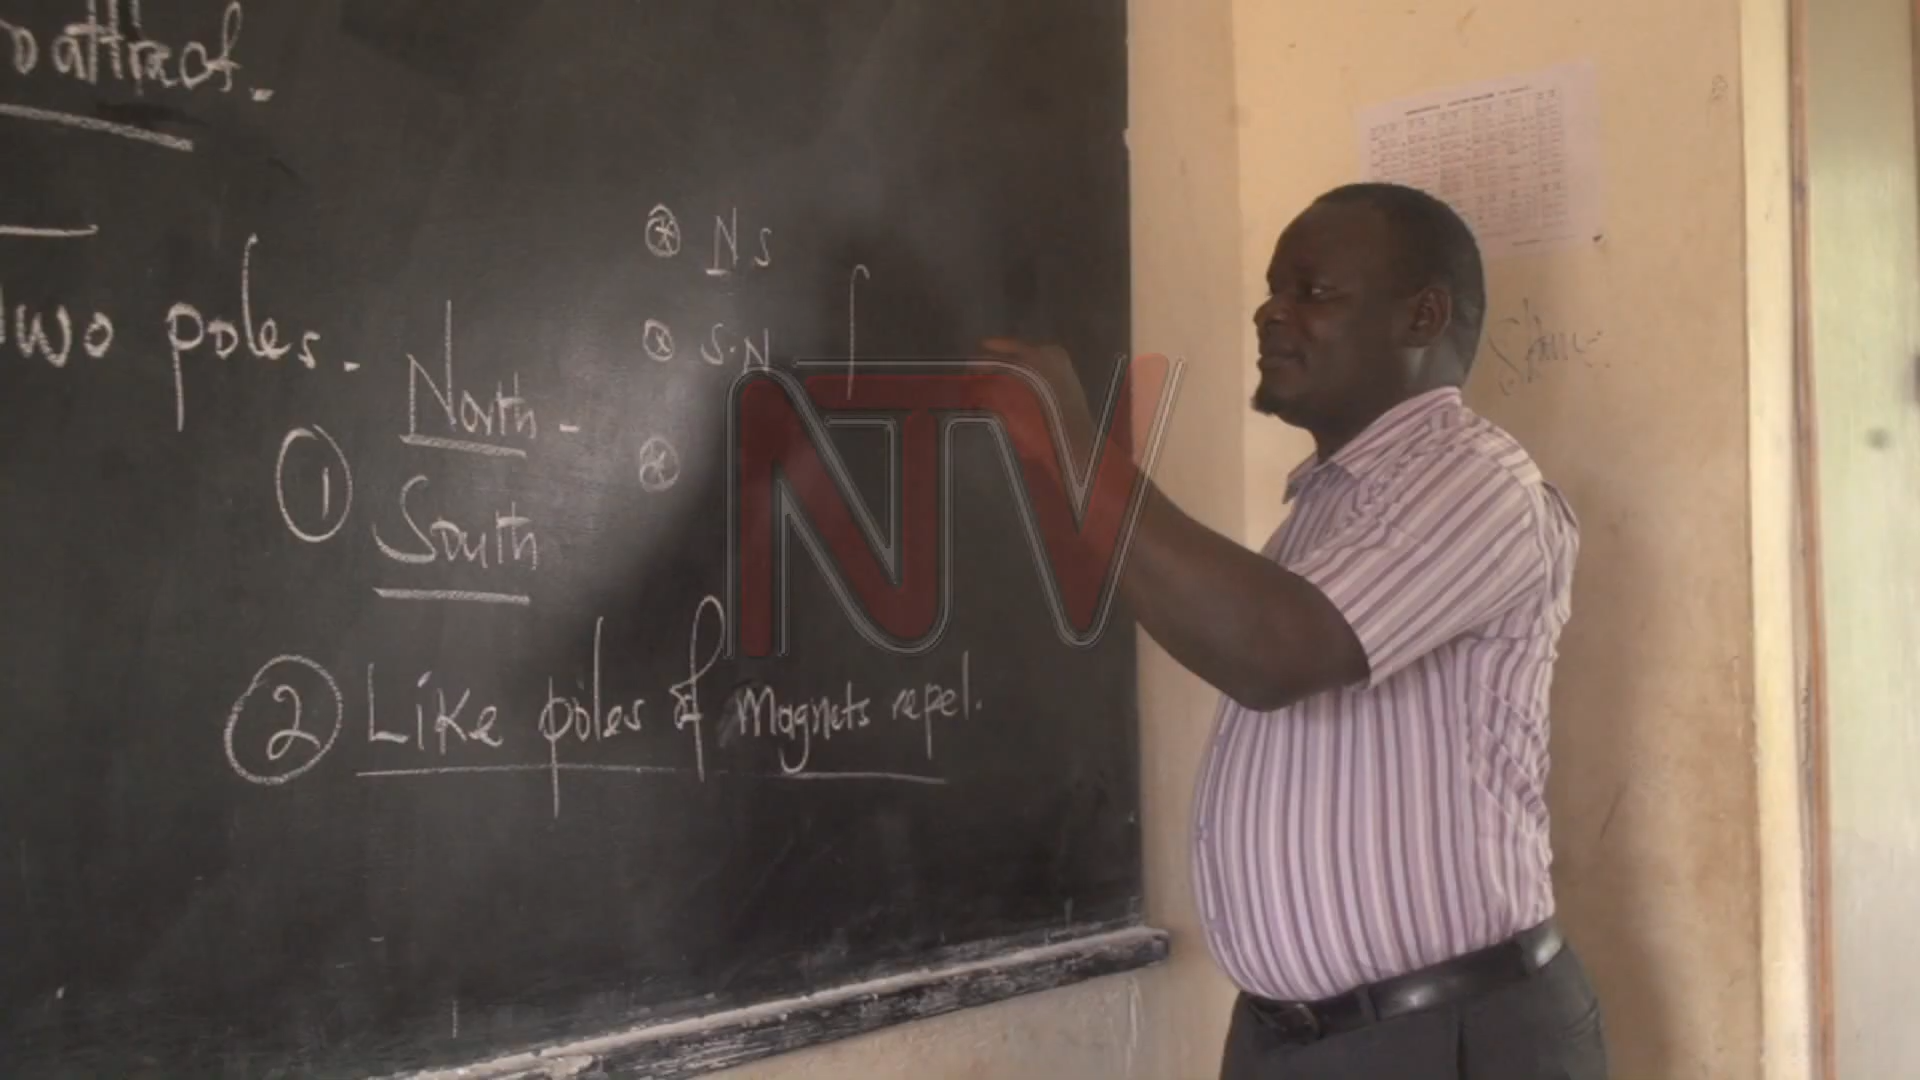 attract.
two poles.
① North -
South
⊛ N S
⊛ S.N
② Like poles of Magnets repel.
NTV